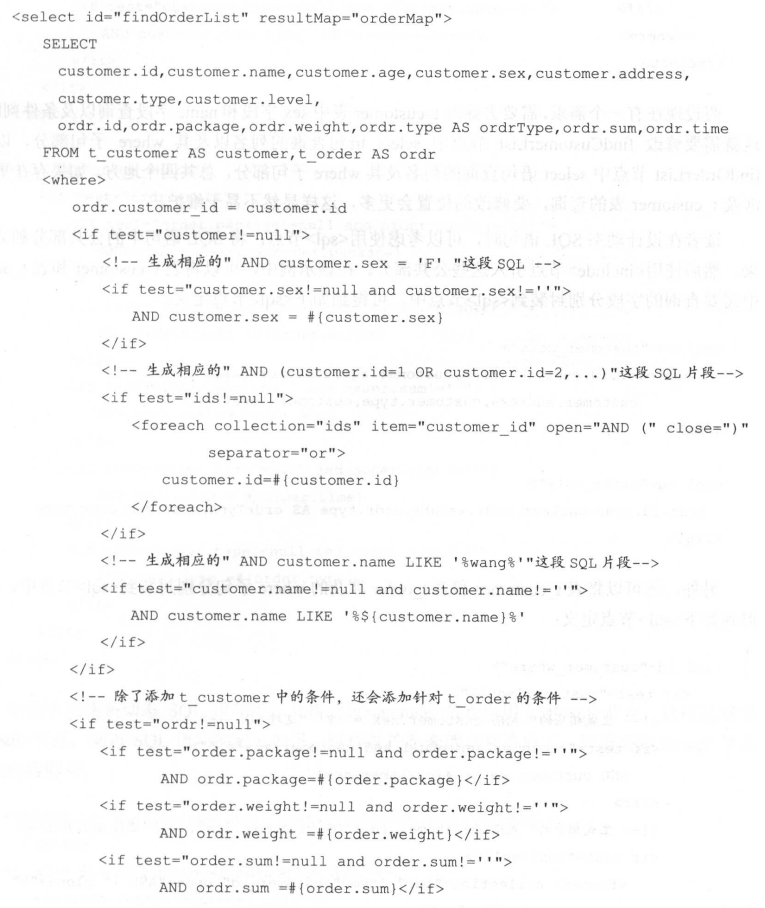 <select id="findOrderList" resultMap="orderMap">
SELECT
customer.id,customer.name,customer.age,customer.sex,customer.address,
customer.type,customer.level,
ordr.id,ordr.package,ordr.weight,ordr.type AS ordrType,ordr.sum,ordr.time
FROM t_customer AS customer,t_order AS ordr
<where>
ordr.customer_id = customer.id
<if test="customer!=null">
<!-- 生成相应的" AND customer.sex = 'F' "这段 SQL -->
<if test="customer.sex!=null and customer.sex!=''">
AND customer.sex = #{customer.sex}
</if>
<!-- 生成相应的" AND (customer.id=1 OR customer.id=2,...)"这段 SQL 片段-->
<if test="ids!=null">
<foreach collection="ids" item="customer_id" open="AND (" close=")"
separator="or">
customer.id=#{customer.id}
</foreach>
</if>
<!-- 生成相应的" AND customer.name LIKE '%wang%'"这段 SQL 片段-->
<if test="customer.name!=null and customer.name!=''">
AND customer.name LIKE '%${customer.name}%'
</if>
</if>
<!-- 除了添加 t_customer 中的条件，还会添加针对 t_order 的条件 -->
<if test="ordr!=null">
<if test="order.package!=null and order.package!=''">
AND ordr.package=#{order.package}</if>
<if test="order.weight!=null and order.weight!=''">
AND ordr.weight =#{order.weight}</if>
<if test="order.sum!=null and order.sum!=''">
AND ordr.sum =#{order.sum}</if>